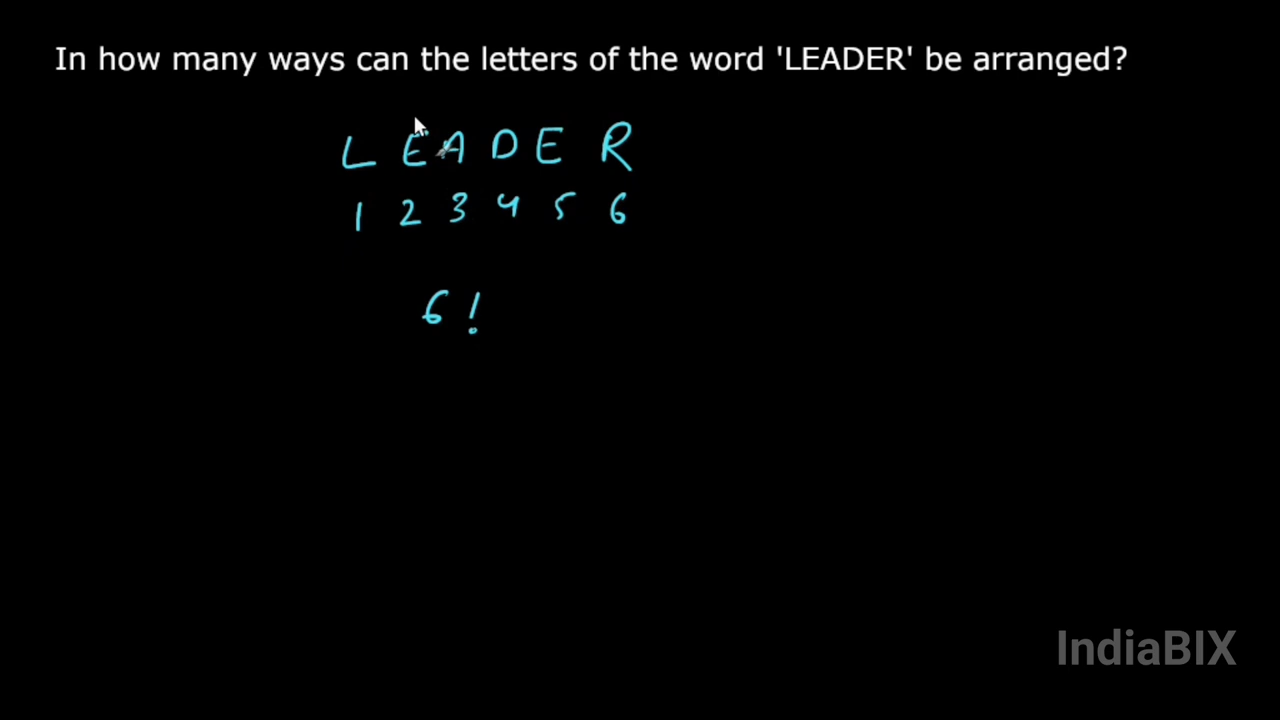 In how many ways can the letters of the word 'LEADER' be arranged?
L E A D E R
1 2 3 4 5 6
6 !
IndiaBIX